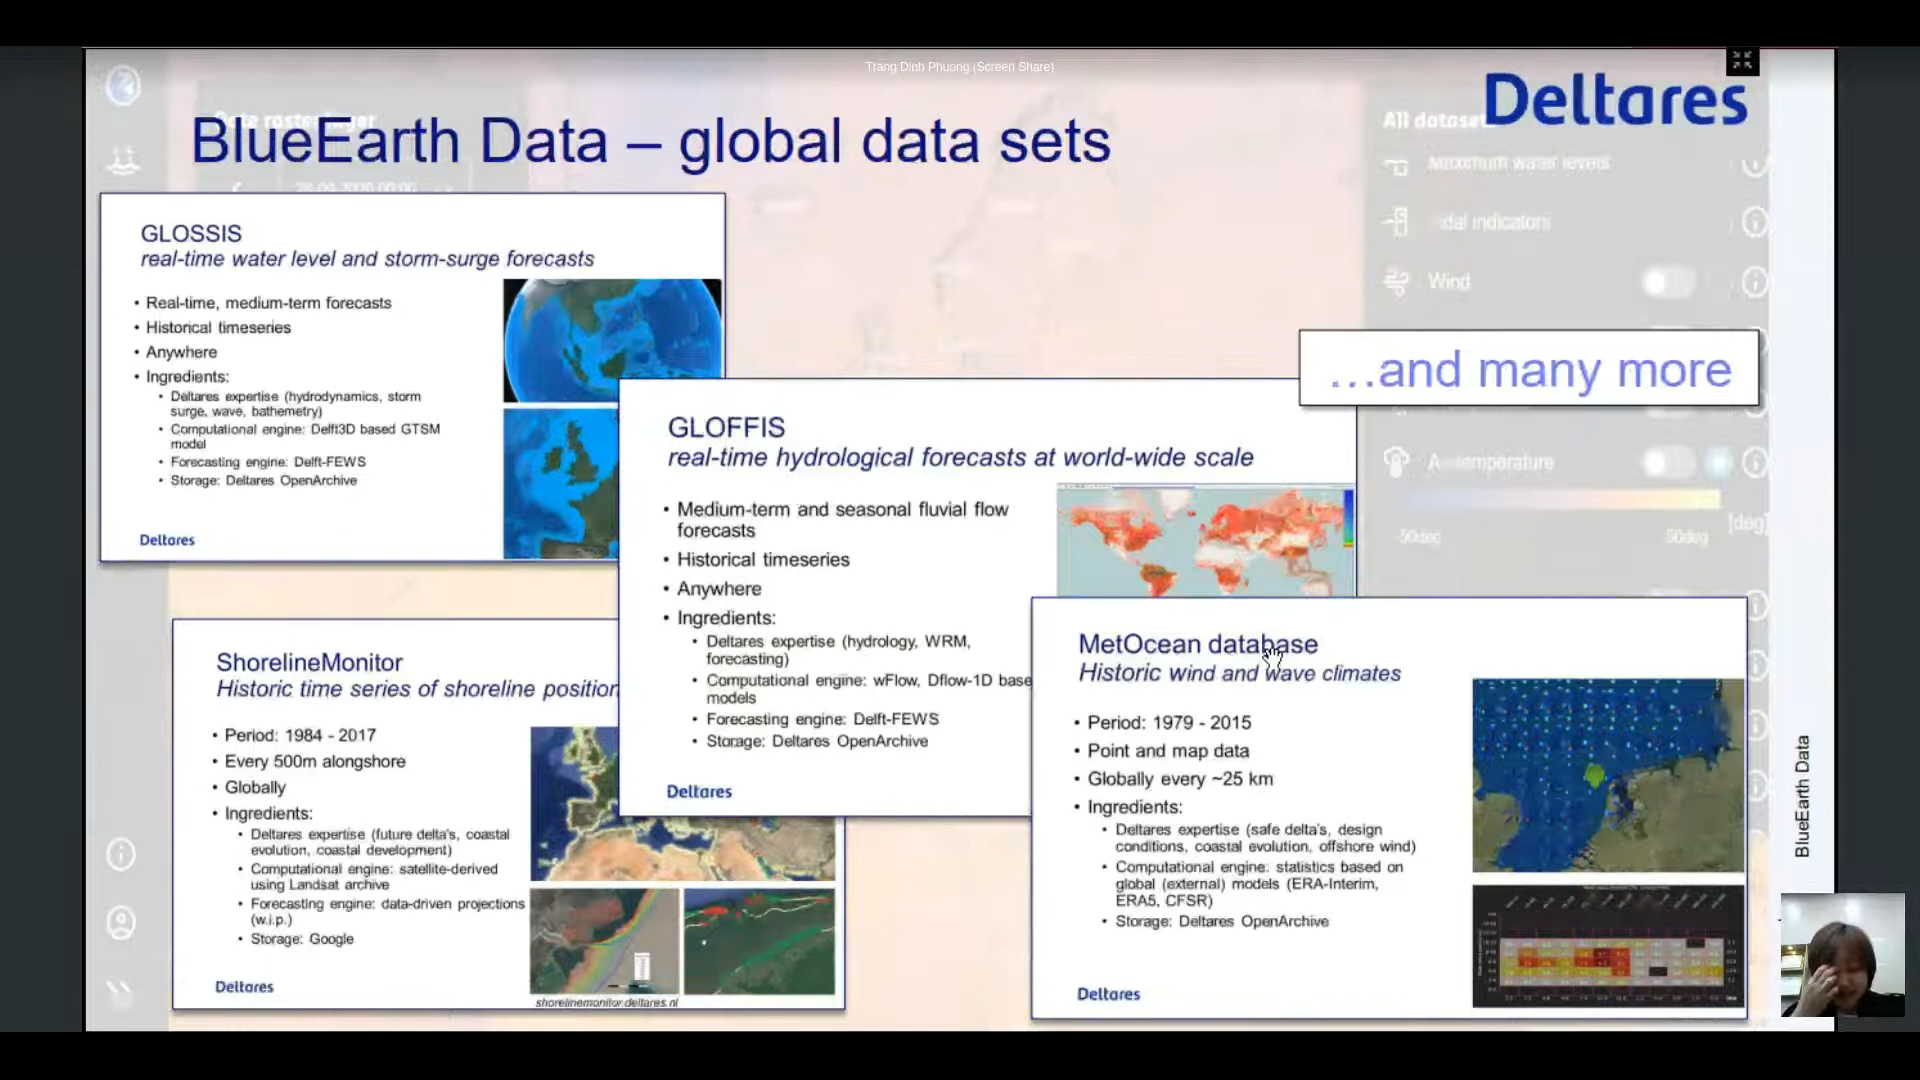 Trang Dinh Phuong (Screen Share)
Deltares
BlueEarth Data – global data sets
All datasets
Maximum water levels
Wind
[deg]
-50deg
50deg
GLOSSIS
real-time water level and storm-surge forecasts
• Real-time, medium-term forecasts
• Historical timeseries
• Anywhere
• Ingredients:
• Deltares expertise (hydrodynamics, storm
surge, wave, bathemetry)
• Computational engine: Delft3D based GTSM
model
• Forecasting engine: Delft-FEWS
• Storage: Deltares OpenArchive
Deltares
...and many more
GLOFFIS
real-time hydrological forecasts at world-wide scale
• Medium-term and seasonal fluvial flow
forecasts
• Historical timeseries
• Anywhere
• Ingredients:
• Deltares expertise (hydrology, WRM,
forecasting)
• Computational engine: wFlow, Dflow-1D base
models
• Forecasting engine: Delft-FEWS
• Storage: Deltares OpenArchive
Deltares
ShorelineMonitor
Historic time series of shoreline position
• Period: 1984 - 2017
• Every 500m alongshore
• Globally
• Ingredients:
• Deltares expertise (future delta's, coastal
evolution, coastal development)
• Computational engine: satellite-derived
using Landsat archive
• Forecasting engine: data-driven projections
(w.i.p.)
• Storage: Google
Deltares
shorelinemonitor.deltares.nl
MetOcean database
Historic wind and wave climates
• Period: 1979 - 2015
• Point and map data
• Globally every ~25 km
• Ingredients:
• Deltares expertise (safe delta's, design
conditions, coastal evolution, offshore wind)
• Computational engine: statistics based on
global (external) models (ERA-Interim,
ERA5, CFSR)
• Storage: Deltares OpenArchive
Deltares
BlueEarth Data